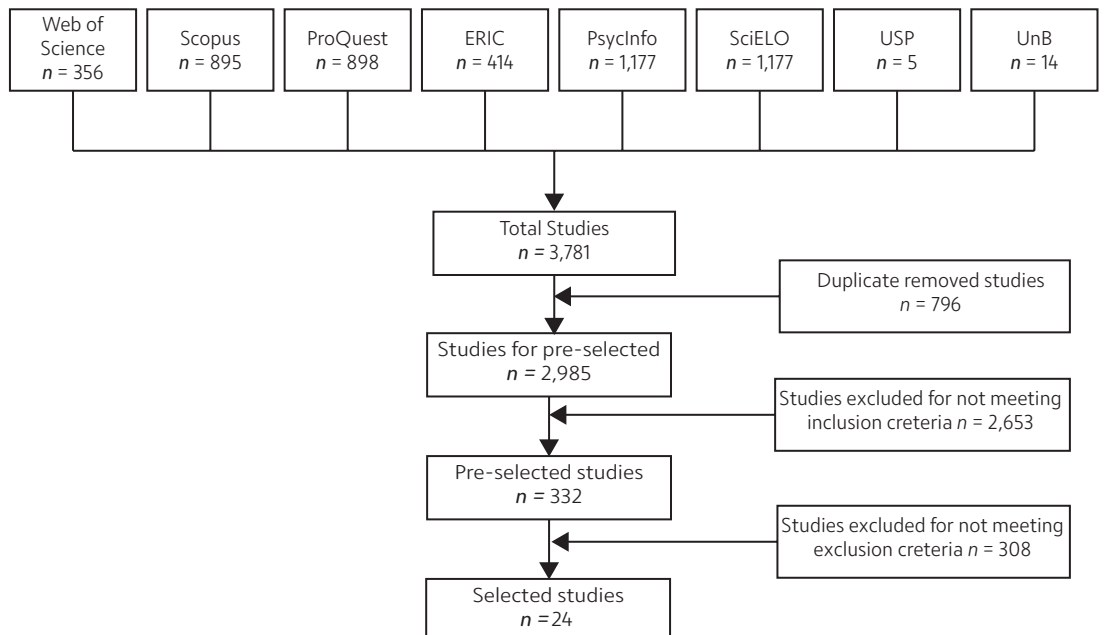 Web of
Science
n = 356
Scopus
n = 895
ProQuest
n = 898
ERIC
n = 414
PsycInfo
n = 1,177
SciELO
n = 1,177
USP
n = 5
UnB
n = 14
Total Studies
n = 3,781
Duplicate removed studies
n = 796
Studies for pre-selected
n = 2,985
Studies excluded for not meeting
inclusion creteria n = 2,653
Pre-selected studies
n = 332
Studies excluded for not meeting
exclusion creteria n = 308
Selected studies
n = 24